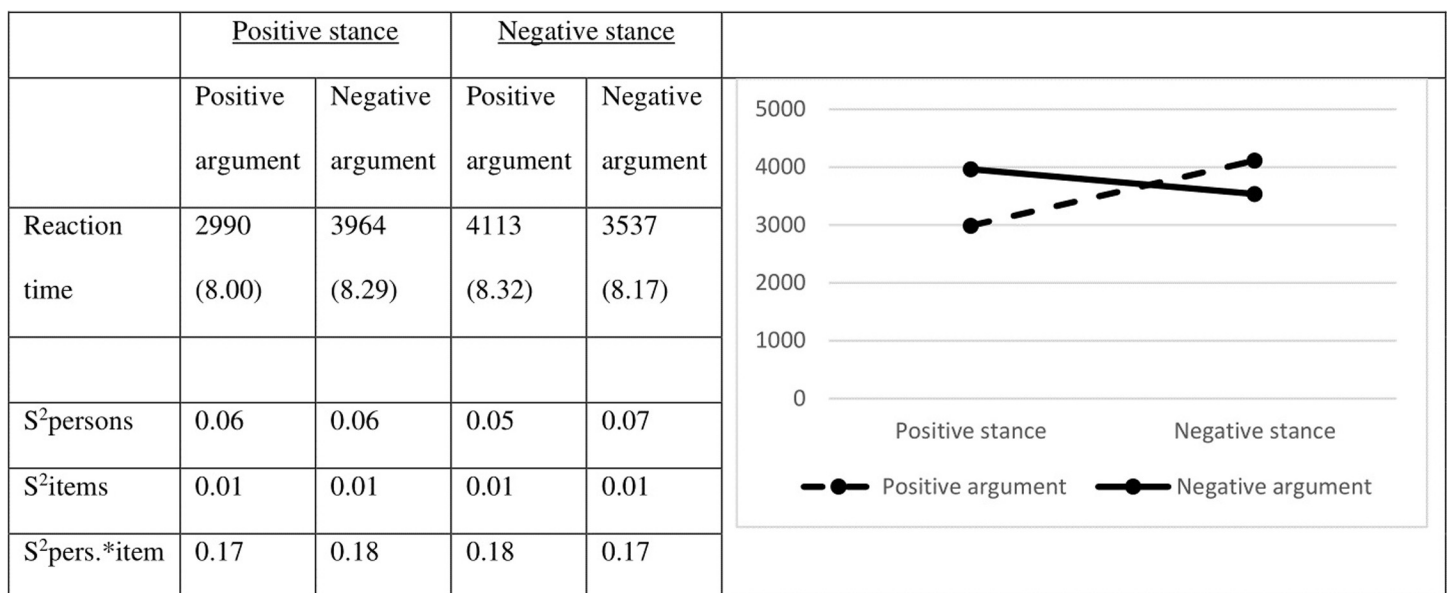 Positive stance Negative stance
Positive Negative Positive Negative
argument argument argument argument
Reaction 2990 3964 4113 3537
time (8.00) (8.29) (8.32) (8.17)
S²persons 0.06 0.06 0.05 0.07
S²items 0.01 0.01 0.01 0.01
S²pers.*item 0.17 0.18 0.18 0.17
5000
4000
3000
2000
1000
0
Positive stance Negative stance
Positive argument Negative argument